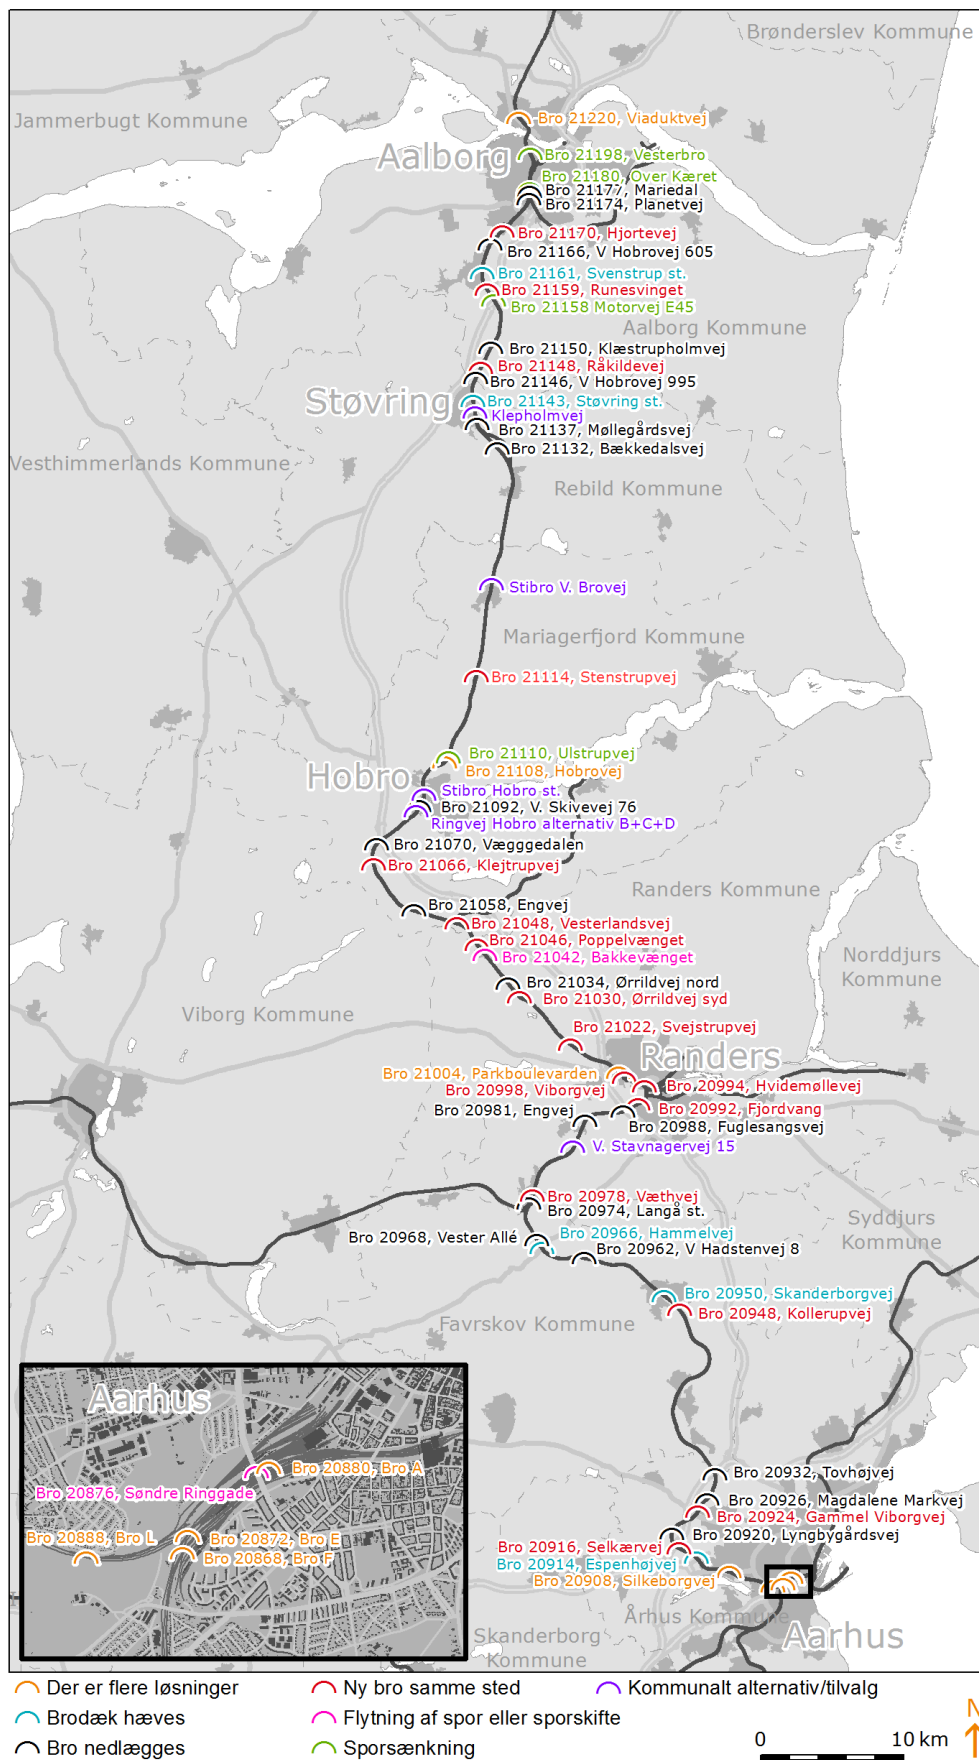 Brønderslev Kommune
Jammerbugt Kommune
Bro 21220, Viaduktvej
Aalborg
Bro 21198, Vesterbro
Bro 21180, Over Kæret
Bro 21177, Mariedal
Bro 21174, Planetvej
Bro 21170, Hjortevej
Bro 21166, V Hobrovej 605
Bro 21161, Svenstrup st.
Bro 21159, Runesvinget
Bro 21158 Motorvej E45
Aalborg Kommune
Bro 21150, Klæstrupholmvej
Bro 21148, Råkildevej
Bro 21146, V Hobrovej 995
Støvring
Bro 21143, Støvring st.
Klepholmvej
Bro 21137, Møllegårdsvej
Bro 21132, Bækkedalsvej
Vesthimmerlands Kommune
Rebild Kommune
Stibro V. Brovej
Mariagerfjord Kommune
Bro 21114, Stenstrupvej
Bro 21110, Ulstrupvej
Bro 21108, Hobrovej
Hobro
Stibro Hobro st.
Bro 21092, V. Skivevej 76
Ringvej Hobro alternativ B+C+D
Bro 21070, Vægggedalen
Bro 21066, Klejtrupvej
Randers Kommune
Bro 21058, Engvej
Bro 21048, Vesterlandsvej
Bro 21046, Poppelvænget
Bro 21042, Bakkevænget
Norddjurs
Kommune
Bro 21034, Ørrildvej nord
Bro 21030, Ørrildvej syd
Viborg Kommune
Bro 21022, Svejstrupvej
Randers
Bro 21004, Parkboulevarden
Bro 20998, Viborgvej
Bro 20994, Hvidemøllevej
Bro 20992, Fjordvang
Bro 20981, Engvej
Bro 20988, Fuglesangsvej
V. Stavnagervej 15
Bro 20978, Væthvej
Bro 20974, Langå st.
Syddjurs
Kommune
Bro 20968, Vester Allé
Bro 20966, Hammelvej
Bro 20962, V Hadstenvej 8
Bro 20950, Skanderborgvej
Bro 20948, Kollerupvej
Favrskov Kommune
Aarhus
Bro 20880, Bro A
Bro 20876, Søndre Ringgade
Bro 20888, Bro L
Bro 20872, Bro E
Bro 20868, Bro F
Bro 20932, Tovhøjvej
Bro 20926, Magdalene Markvej
Bro 20924, Gammel Viborgvej
Bro 20920, Lyngbygårdsvej
Bro 20916, Selkærvej
Bro 20914, Espenhøjvej
Bro 20908, Silkeborgvej
Århus Kommune
Aarhus
Skanderborg
Kommune
Der er flere løsninger
Ny bro samme sted
Kommunalt alternativ/tilvalg
Brodæk hæves
Flytning af spor eller sporskifte
Bro nedlægges
Sporsænkning
0 10 km
N